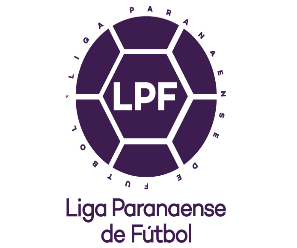 LIGA PARANAENSE DE FUTBOL
LPF
Liga Paranaense
de Fútbol